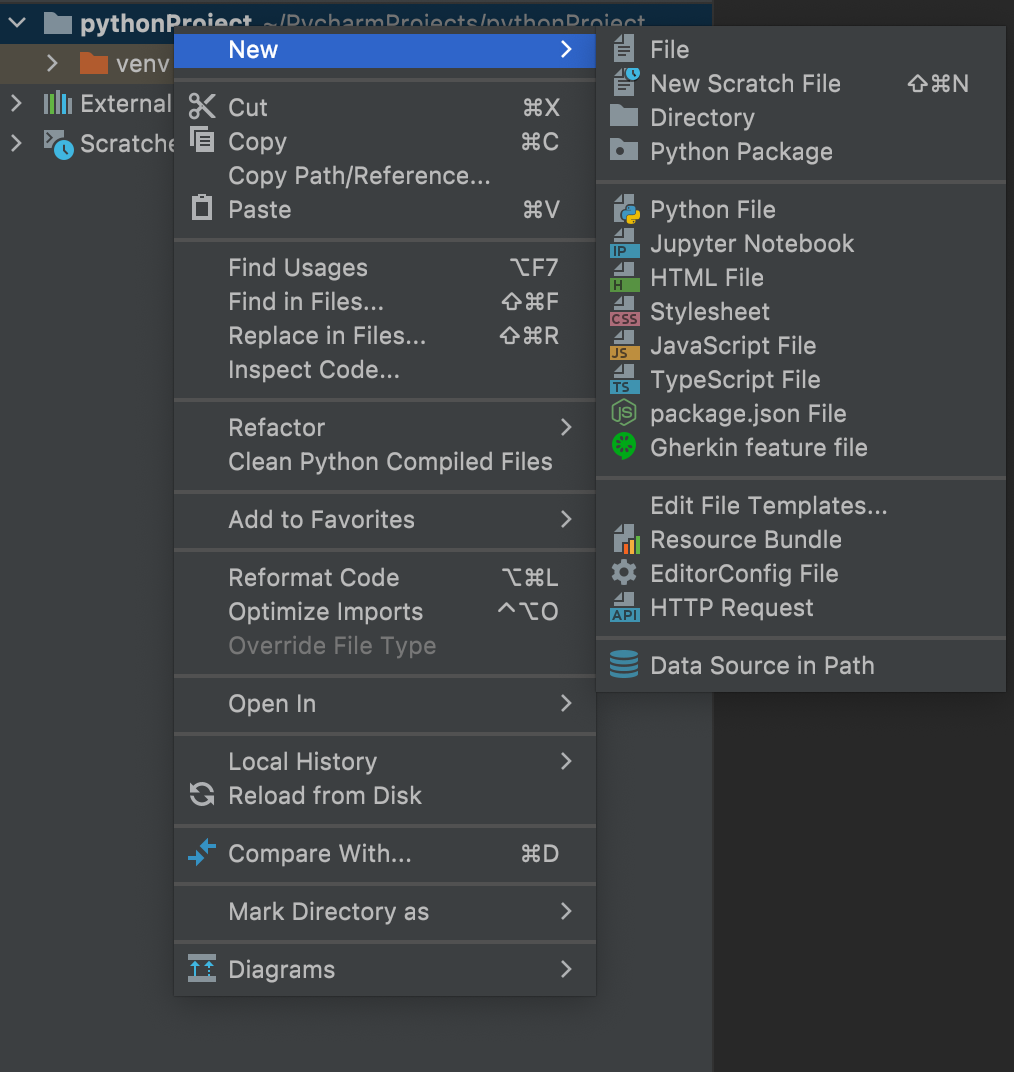 pythonProject ~/PycharmProjects/pythonProject
venv
External
Scratche
New
Cut ⌘X
Copy ⌘C
Copy Path/Reference...
Paste ⌘V
Find Usages ⌥F7
Find in Files... ⇧⌘F
Replace in Files... ⇧⌘R
Inspect Code...
Refactor
Clean Python Compiled Files
Add to Favorites
Reformat Code ⌥⌘L
Optimize Imports ^⌥O
Override File Type
Open In
Local History
Reload from Disk
Compare With... ⌘D
Mark Directory as
Diagrams
File
New Scratch File ⇧⌘N
Directory
Python Package
Python File
IP Jupyter Notebook
H HTML File
CSS Stylesheet
JS JavaScript File
TS TypeScript File
JS package.json File
Gherkin feature file
Edit File Templates...
Resource Bundle
EditorConfig File
API HTTP Request
Data Source in Path